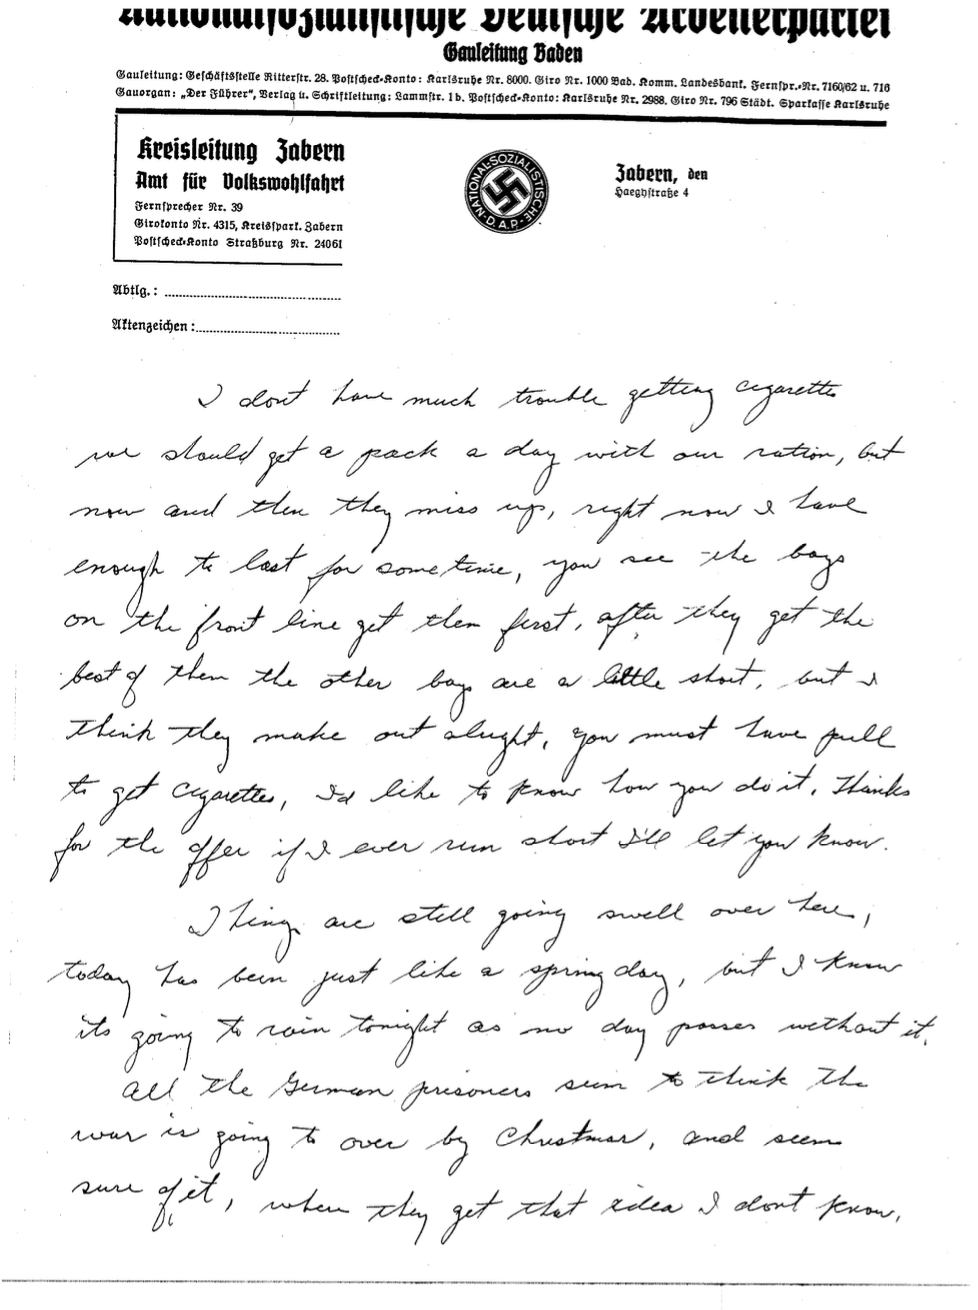 Nationalsozialistische Deutsche Arbeiterpartei
Gauleitung Baden
Gauleitung: Geschäftsstelle Ritterstr. 28. Postscheck-Konto: Karlsruhe Nr. 8000. Giro Nr. 1000 Bad. Komm. Landesbank. Fernspr.-Nr. 7160/62 u. 716
Gauorgan: „Der Führer“, Verlag u. Schriftleitung: Lammstr. 1 b. Postscheck-Konto: Karlsruhe Nr. 2988. Giro Nr. 796 Städt. Sparkasse Karlsruhe
Kreisleitung Zabern
Amt für Volkswohlfahrt
Fernsprecher Nr. 39
Girokonto Nr. 4315, Kreisspark. Zabern
Postscheck-Konto Straßburg Nr. 24061
NATIONAL-SOZIALISTISCHE D.A.P.
Zabern, den
Haeghstraße 4
Abtlg.:
Aktenzeichen:
I dont have much trouble getting cigarettes
we should get a pack a day with our ration, but
now and then they miss up, right now I have
enough to last for sometime, you see the boys
on the front line get them first, after they get the
best of them the other boys are a little short, but I
think they make out alright, you must have pull
to get cigarettes, I'd like to know how you do it. Thanks
for the offer if I ever run short I'll let you know.
Things are still going swell over here,
today has been just like a spring day, but I know
its going to rain tonight as no day passes without it.
All the German prisoners seem to think the
war is going to over by Christmas, and seem
sure of it, where they get that idea I dont know.